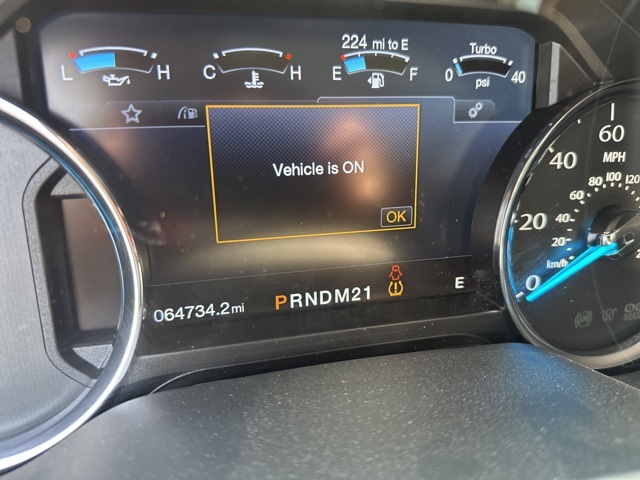 224 mi to E
Turbo
L H C H E F 0 40
psi
Vehicle is ON
OK
064734.2mi
PRNDM21
E
0 20 40 60
MPH
20 40 60 80 100 120
km/h